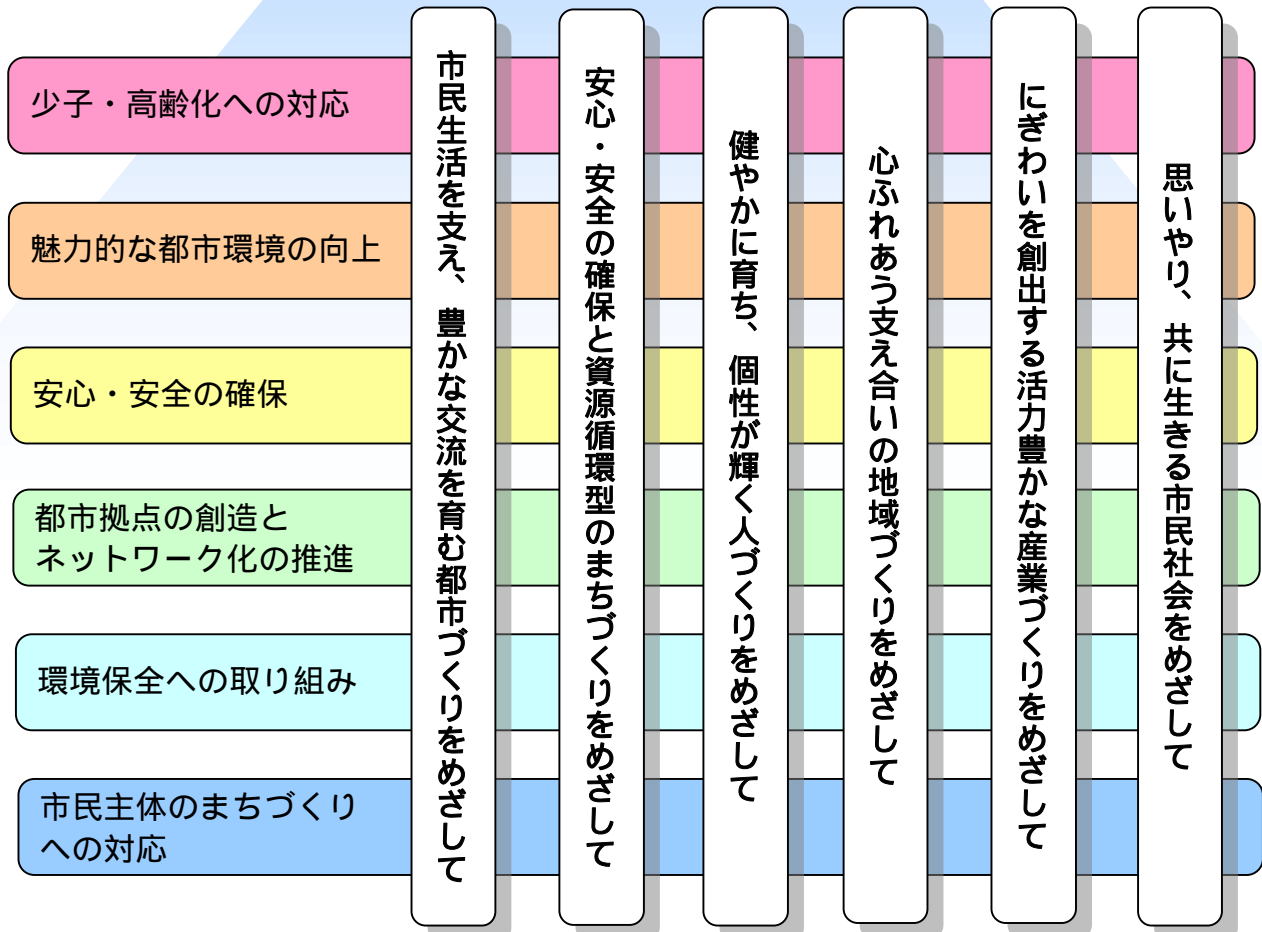 少子・高齢化への対応
魅力的な都市環境の向上
安心・安全の確保
都市拠点の創造と
ネットワーク化の推進
環境保全への取り組み
市民主体のまちづくり
への対応
市民生活を支え、豊かな交流を育む都市づくりをめざして
安心・安全の確保と資源循環型のまちづくりをめざして
健やかに育ち、個性が輝く人づくりをめざして
心ふれあう支え合いの地域づくりをめざして
にぎわいを創出する活力豊かな産業づくりをめざして
思いやり、共に生きる市民社会をめざして